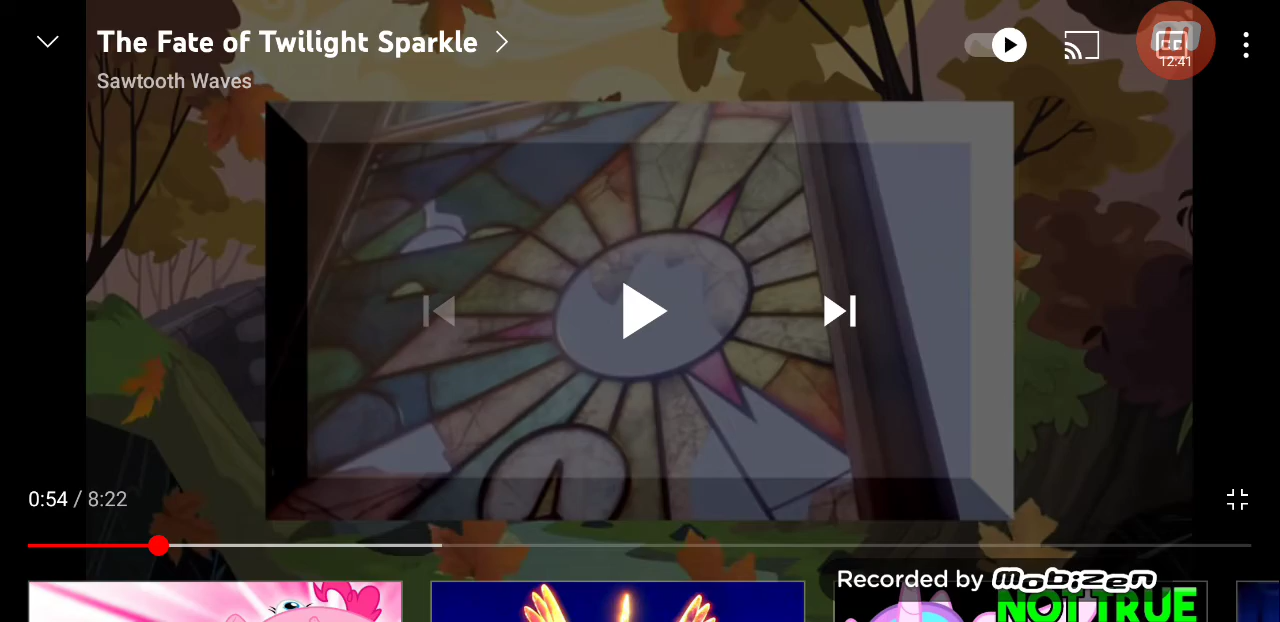 The Fate of Twilight Sparkle
Sawtooth Waves
12:41
0:54 / 8:22
Recorded by mobizen
NOT TRUE